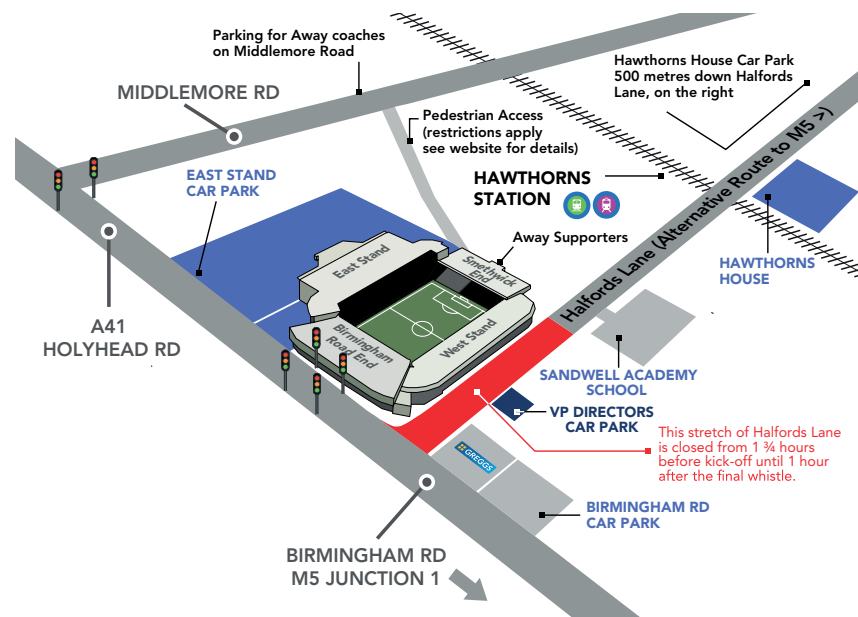 Parking for Away coaches
on Middlemore Road
Hawthorns House Car Park
500 metres down Halfords
Lane, on the right
MIDDLEMORE RD
Pedestrian Access
(restrictions apply
see website for details)
EAST STAND
CAR PARK
HAWTHORNS
STATION
Away Supporters
Halfords Lane (Alternative Route to M5 >)
HAWTHORNS
HOUSE
East Stand
Smethwick
End
A41
HOLYHEAD RD
Birmingham
Road End
West Stand
SANDWELL ACADEMY
SCHOOL
VP DIRECTORS
CAR PARK
This stretch of Halfords Lane
is closed from 1 ¾ hours
before kick-off until 1 hour
after the final whistle.
GREGGS
BIRMINGHAM RD
CAR PARK
BIRMINGHAM RD
M5 JUNCTION 1